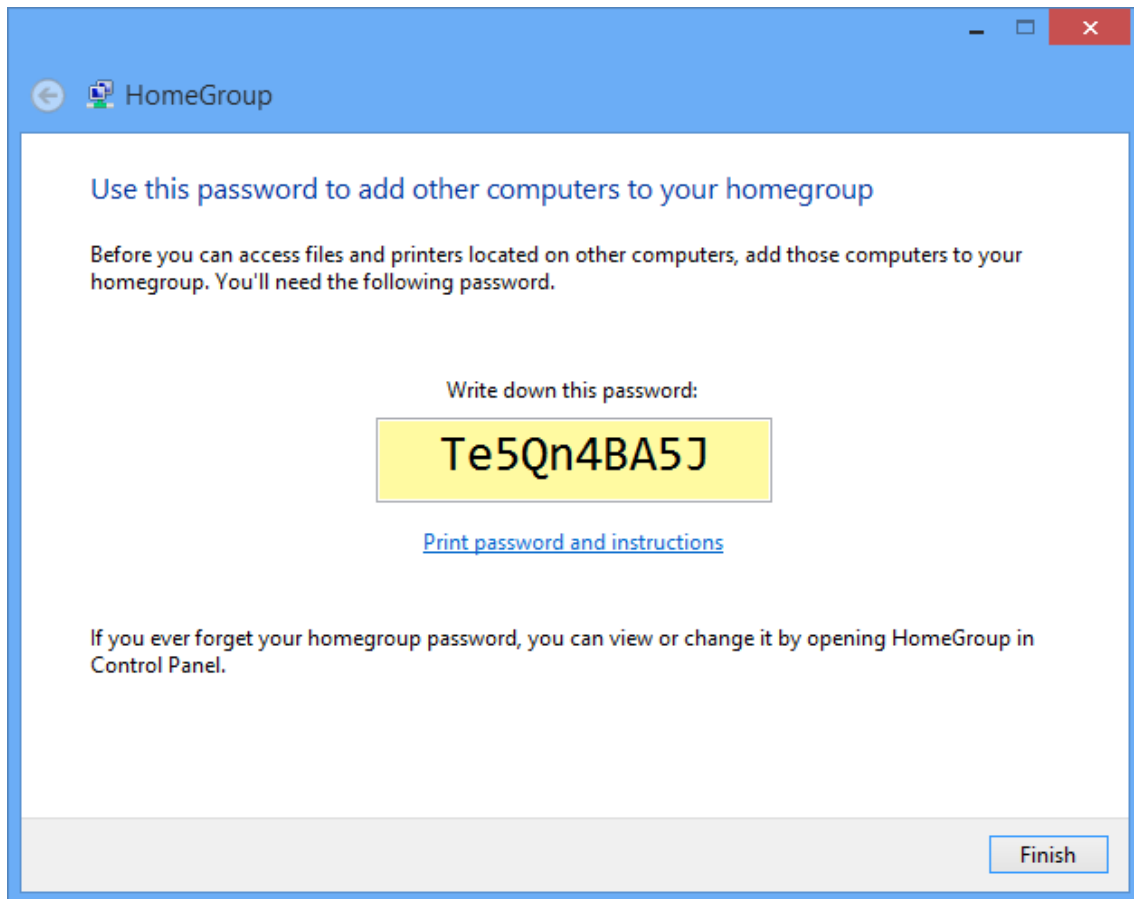 HomeGroup
Use this password to add other computers to your homegroup
Before you can access files and printers located on other computers, add those computers to your
homegroup. You'll need the following password.
Write down this password:
Te5Qn4BA5J
Print password and instructions
If you ever forget your homegroup password, you can view or change it by opening HomeGroup in
Control Panel.
Finish